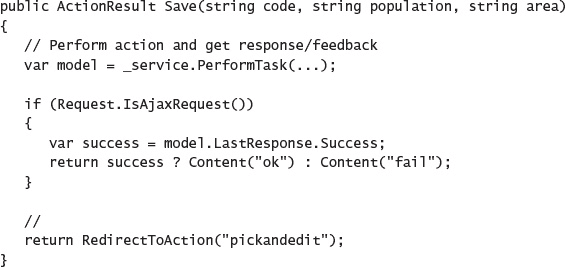 public ActionResult Save(string code, string population, string area)
{
   // Perform action and get response/feedback
   var model = _service.PerformTask(...);

   if (Request.IsAjaxRequest())
   {
      var success = model.LastResponse.Success;
      return success ? Content("ok") : Content("fail");
   }

   //
   return RedirectToAction("pickandedit");
}